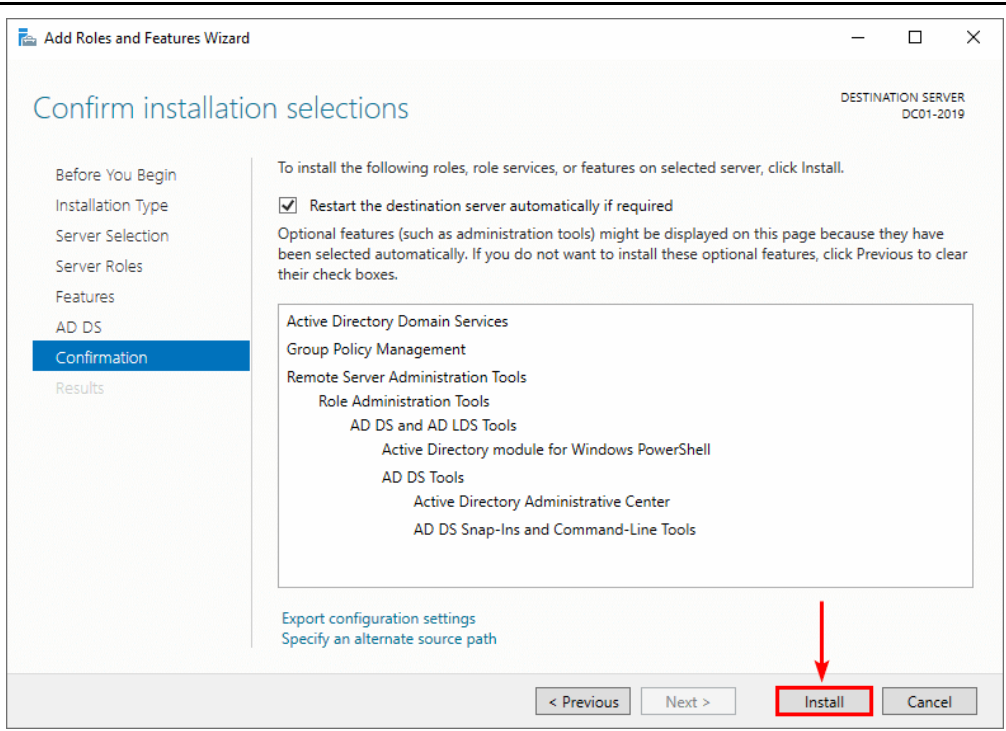 Add Roles and Features Wizard
Confirm installation selections
DESTINATION SERVER
DC01-2019
Before You Begin
Installation Type
Server Selection
Server Roles
Features
AD DS
Confirmation
Results
To install the following roles, role services, or features on selected server, click Install.
Restart the destination server automatically if required
Optional features (such as administration tools) might be displayed on this page because they have
been selected automatically. If you do not want to install these optional features, click Previous to clear
their check boxes.
Active Directory Domain Services
Group Policy Management
Remote Server Administration Tools
Role Administration Tools
AD DS and AD LDS Tools
Active Directory module for Windows PowerShell
AD DS Tools
Active Directory Administrative Center
AD DS Snap-Ins and Command-Line Tools
Export configuration settings
Specify an alternate source path
< Previous
Next >
Install
Cancel